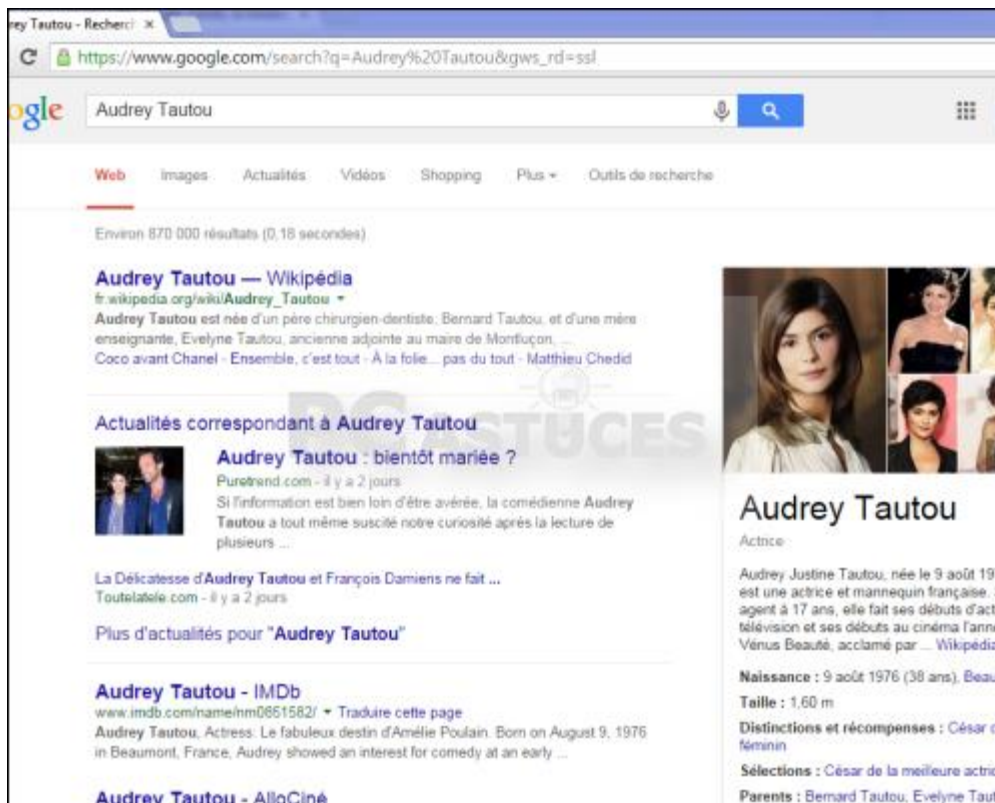 rey Tautou - Recherch
https://www.google.com/search?q=Audrey%20Tautou&gws_rd=ssl
ogle
Audrey Tautou
Web Images Actualités Vidéos Shopping Plus Outils de recherche
Environ 870 000 résultats (0,18 secondes)
Audrey Tautou — Wikipédia
fr.wikipedia.org/wiki/Audrey_Tautou
Audrey Tautou est née d'un père chirurgien-dentiste, Bernard Tautou, et d'une mère
enseignante, Evelyne Tautou, ancienne adjointe au maire de Montluçon.
Coco avant Chanel - Ensemble, c'est tout - À la folie... pas du tout - Matthieu Chedid
PC ASTUCES
Actualités correspondant à Audrey Tautou
Audrey Tautou : bientôt mariée ?
Puretrend.com - il y a 2 jours
Si l'information est bien loin d'être avérée, la comédienne Audrey
Tautou a tout même suscité notre curiosité après la lecture de
plusieurs ...
La Délicatesse d'Audrey Tautou et François Damiens ne fait ...
Toutelatele.com - il y a 2 jours
Plus d'actualités pour "Audrey Tautou"
Audrey Tautou - IMDb
www.imdb.com/name/nm0851582/ Traduire cette page
Audrey Tautou, Actress: Le fabuleux destin d'Amélie Poulain. Born on August 9, 1976
in Beaumont, France, Audrey showed an interest for comedy at an early ...
Audrey Tautou - AlloCiné
Audrey Tautou
Actrice
Audrey Justine Tautou, née le 9 août 19
est une actrice et mannequin française.
agent à 17 ans, elle fait ses débuts d'act
télévision et ses débuts au cinéma l'ann
Vénus Beauté, acclamé par ... Wikipédia
Naissance : 9 août 1976 (38 ans), Beau
Taille : 1,60 m
Distinctions et récompenses : César d
féminin
Sélections : César de la meilleure actric
Parents : Bernard Tautou, Evelyne Taut